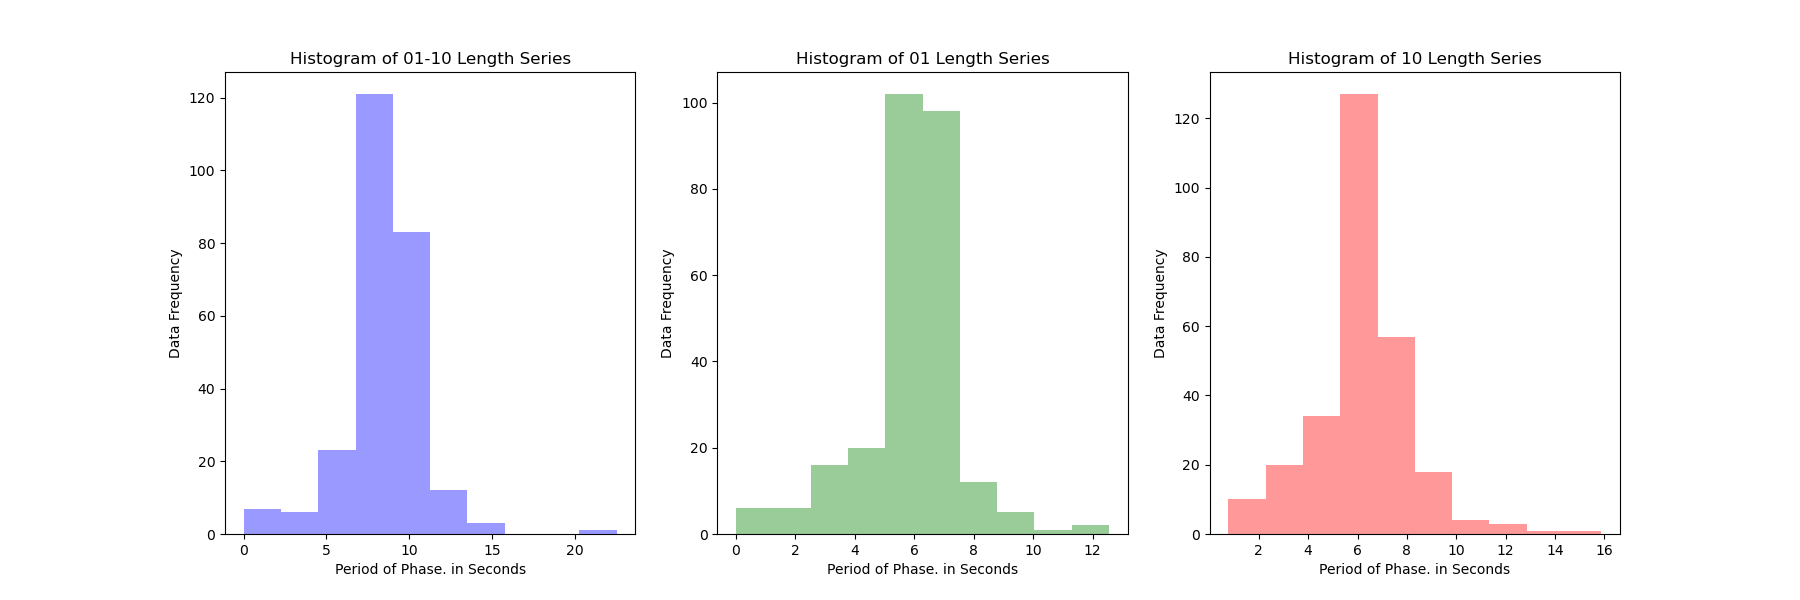 Histogram of 01-10 Length Series
Data Frequency
120
100
80
60
40
20
0
0 5 10 15 20
Period of Phase. in Seconds
Histogram of 01 Length Series
Data Frequency
100
80
60
40
20
0
0 2 4 6 8 10 12
Period of Phase. in Seconds
Histogram of 10 Length Series
Data Frequency
120
100
80
60
40
20
0
2 4 6 8 10 12 14 16
Period of Phase. in Seconds